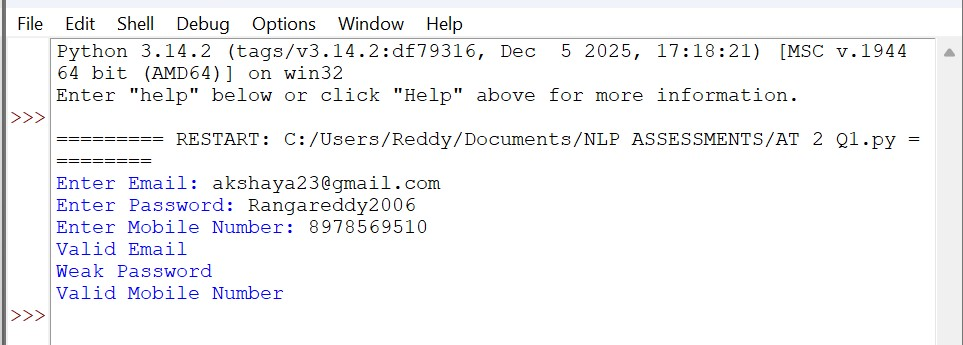 File Edit Shell Debug Options Window Help
Python 3.14.2 (tags/v3.14.2:df79316, Dec  5 2025, 17:18:21) [MSC v.1944
64 bit (AMD64)] on win32
Enter "help" below or click "Help" above for more information.
>>>
========= RESTART: C:/Users/Reddy/Documents/NLP ASSESSMENTS/AT 2 Q1.py =
========
Enter Email: akshaya23@gmail.com
Enter Password: Rangareddy2006
Enter Mobile Number: 8978569510
Valid Email
Weak Password
Valid Mobile Number
>>>